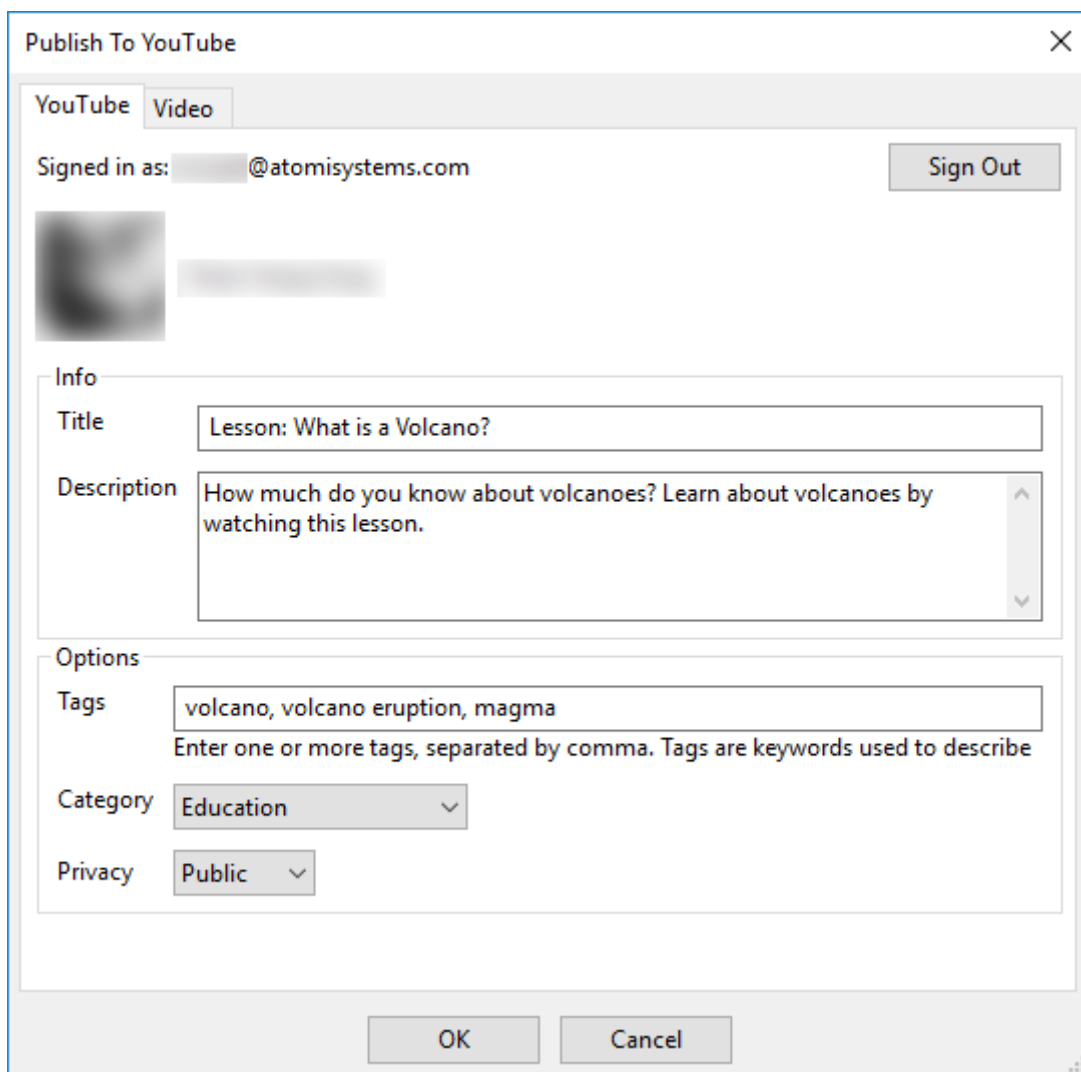 Publish To YouTube
YouTube Video
Signed in as: @atomisystems.com Sign Out
Info
Title Lesson: What is a Volcano?
Description How much do you know about volcanoes? Learn about volcanoes by
watching this lesson.
Options
Tags volcano, volcano eruption, magma
Enter one or more tags, separated by comma. Tags are keywords used to describe
Category Education
Privacy Public
OK Cancel